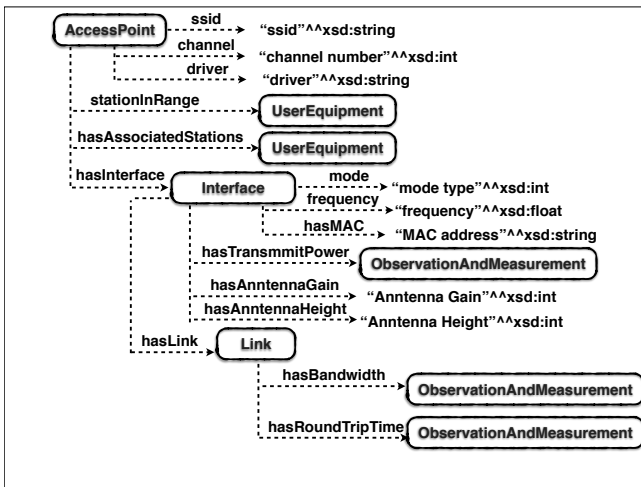 ssid
AccessPoint
"ssid"^^xsd:string
channel
"channel number"^^xsd:int
driver
"driver"^^xsd:string
stationInRange
UserEquipment
hasAssociatedStations
UserEquipment
hasInterface
Interface
mode
"mode type"^^xsd:int
frequency
"frequency"^^xsd:float
hasMAC
"MAC address"^^xsd:string
hasTransmmitPower
ObservationAndMeasurement
hasAnntennaGain
"Anntenna Gain"^^xsd:int
hasAnntennaHeight
"Anntenna Height"^^xsd:int
hasLink
Link
hasBandwidth
ObservationAndMeasurement
hasRoundTripTime
ObservationAndMeasurement